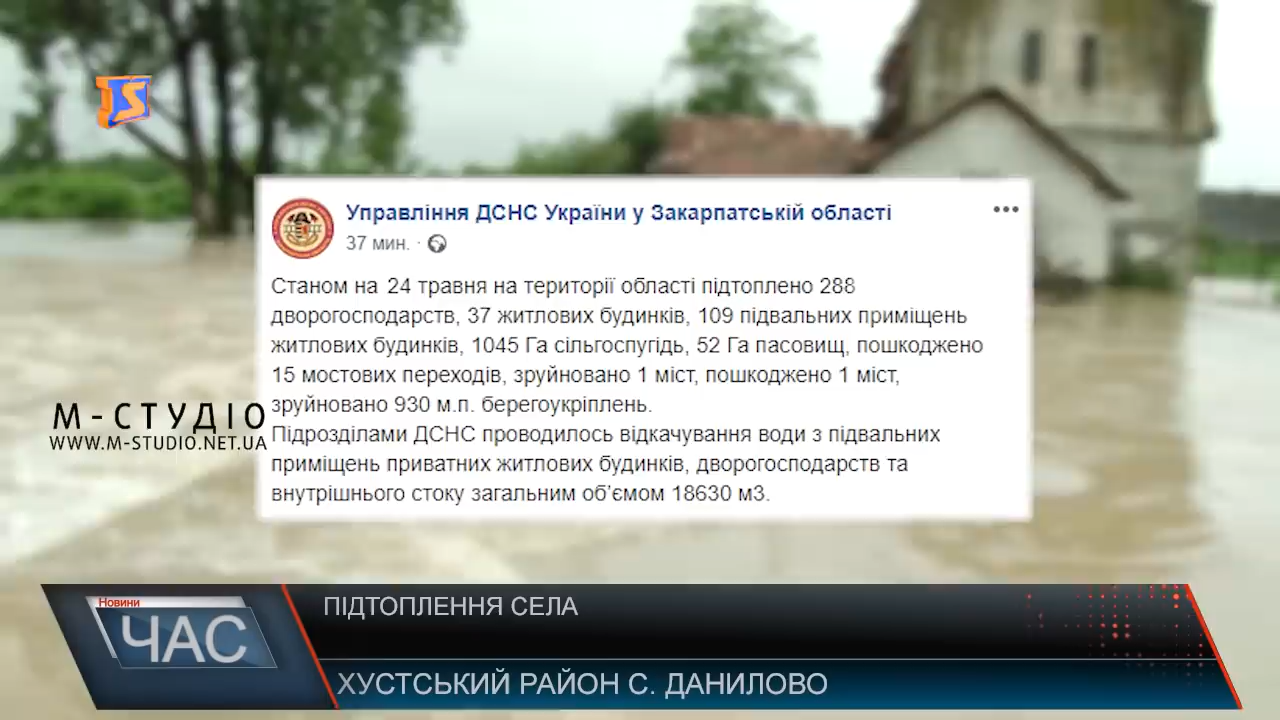 Управління ДСНС України у Закарпатській області
37 мин. ·
Станом на 24 травня на території області підтоплено 288
дворогосподарств, 37 житлових будинків, 109 підвальних приміщень
житлових будинків, 1045 Га сільгоспугідь, 52 Га пасовищ, пошкоджено
15 мостових переходів, зруйновано 1 міст, пошкоджено 1 міст,
зруйновано 930 м.п. берегоукріплень.
Підрозділами ДСНС проводилось відкачування води з підвальних
приміщень приватних житлових будинків, дворогосподарств та
внутрішнього стоку загальним об’ємом 18630 м3.
М-СТУДІО
WWW.M-STUDIO.NET.UA
Новини
ЧАС
ПІДТОПЛЕННЯ СЕЛА
ХУСТСЬКИЙ РАЙОН С. ДАНИЛОВО